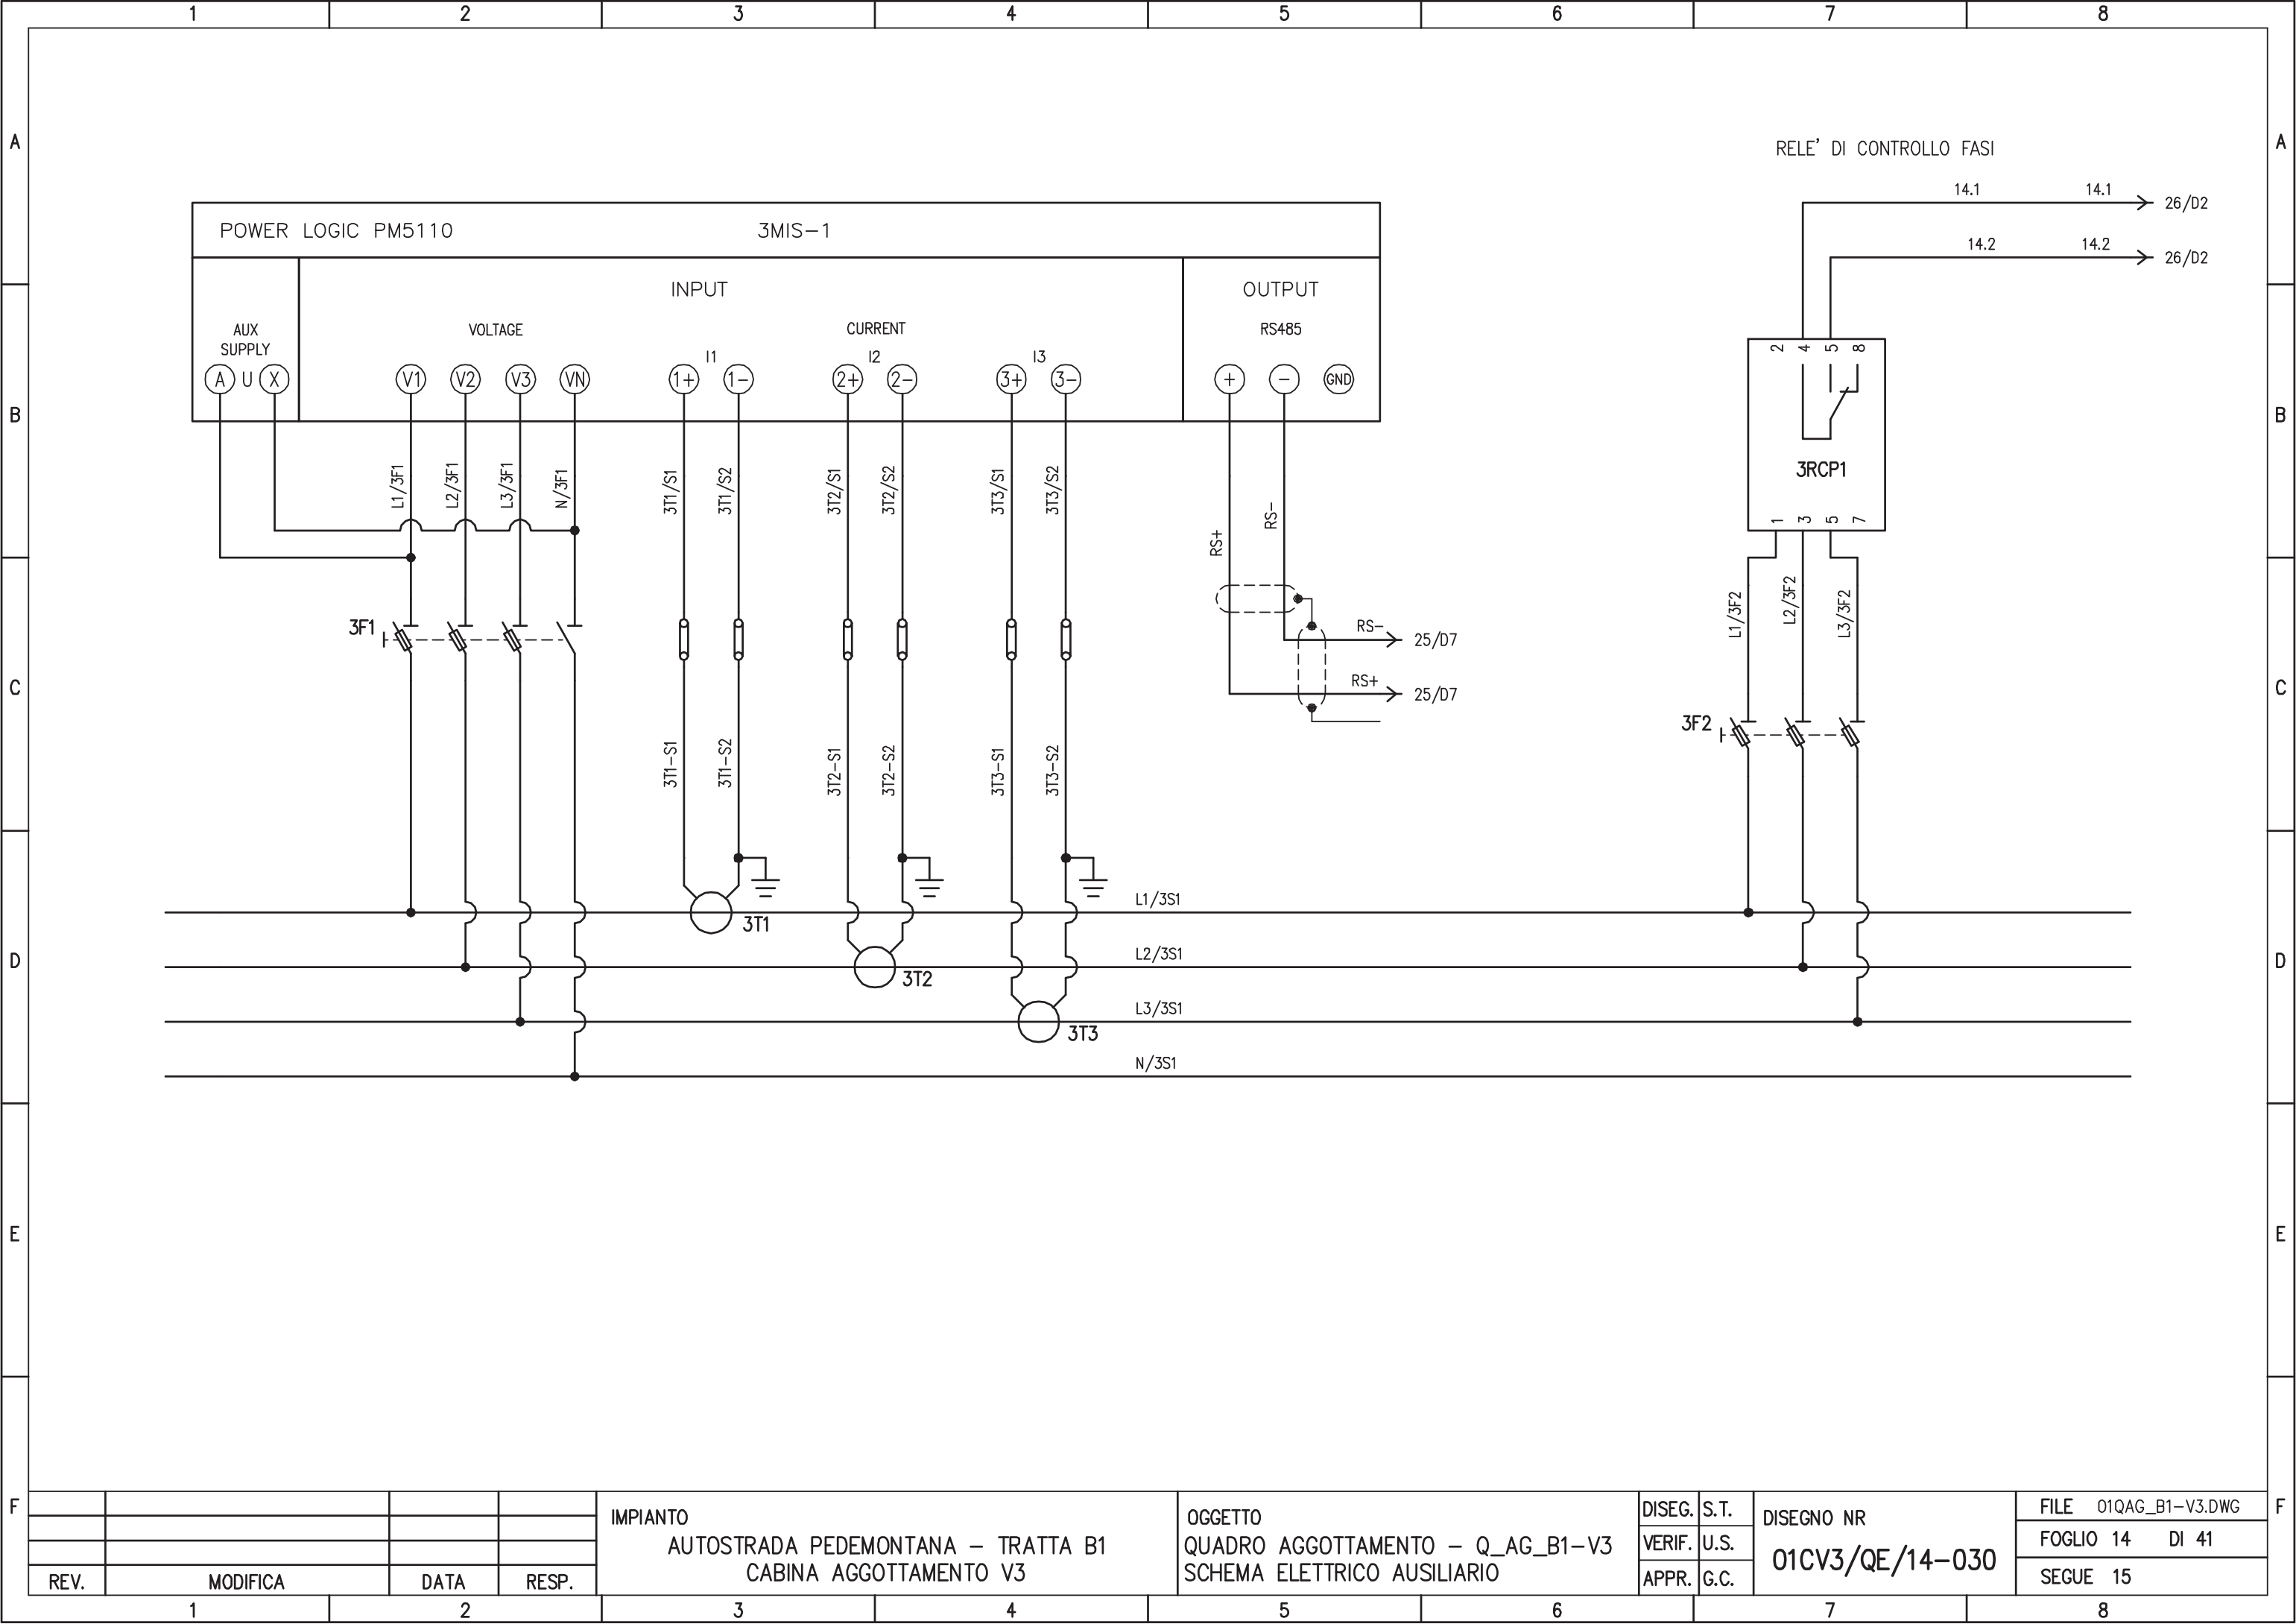 1 2 3 4 5 6 7 8
A A
RELE' DI CONTROLLO FASI
14.1 14.1 26/D2
POWER LOGIC PM5110 3MIS-1
14.2 14.2 26/D2
INPUT OUTPUT
AUX SUPPLY
VOLTAGE CURRENT RS485
I1 I2 I3
A U X V1 V2 V3 VN 1+ 1- 2+ 2- 3+ 3- + - GND
2 4 5 8
B B
3RCP1
L1/3F1 L2/3F1 L3/3F1 N/3F1 3T1/S1 3T1/S2 3T2/S1 3T2/S2 3T3/S1 3T3/S2
RS+ RS-
1 3 5 7
L1/3F2 L2/3F2 L3/3F2
3F1
RS- 25/D7
C C
RS+ 25/D7
3F2
3T1-S1 3T1-S2 3T2-S1 3T2-S2 3T3-S1 3T3-S2
L1/3S1
3T1
L2/3S1
D D
3T2
L3/3S1
3T3
N/3S1
E E
F F
IMPIANTO
AUTOSTRADA PEDEMONTANA - TRATTA B1
CABINA AGGOTTAMENTO V3
OGGETTO
QUADRO AGGOTTAMENTO - Q_AG_B1-V3
SCHEMA ELETTRICO AUSILIARIO
DISEG. S.T.
VERIF. U.S.
APPR. G.C.
DISEGNO NR
01CV3/QE/14-030
FILE 01QAG_B1-V3.DWG
FOGLIO 14 DI 41
SEGUE 15
REV. MODIFICA DATA RESP.
1 2 3 4 5 6 7 8